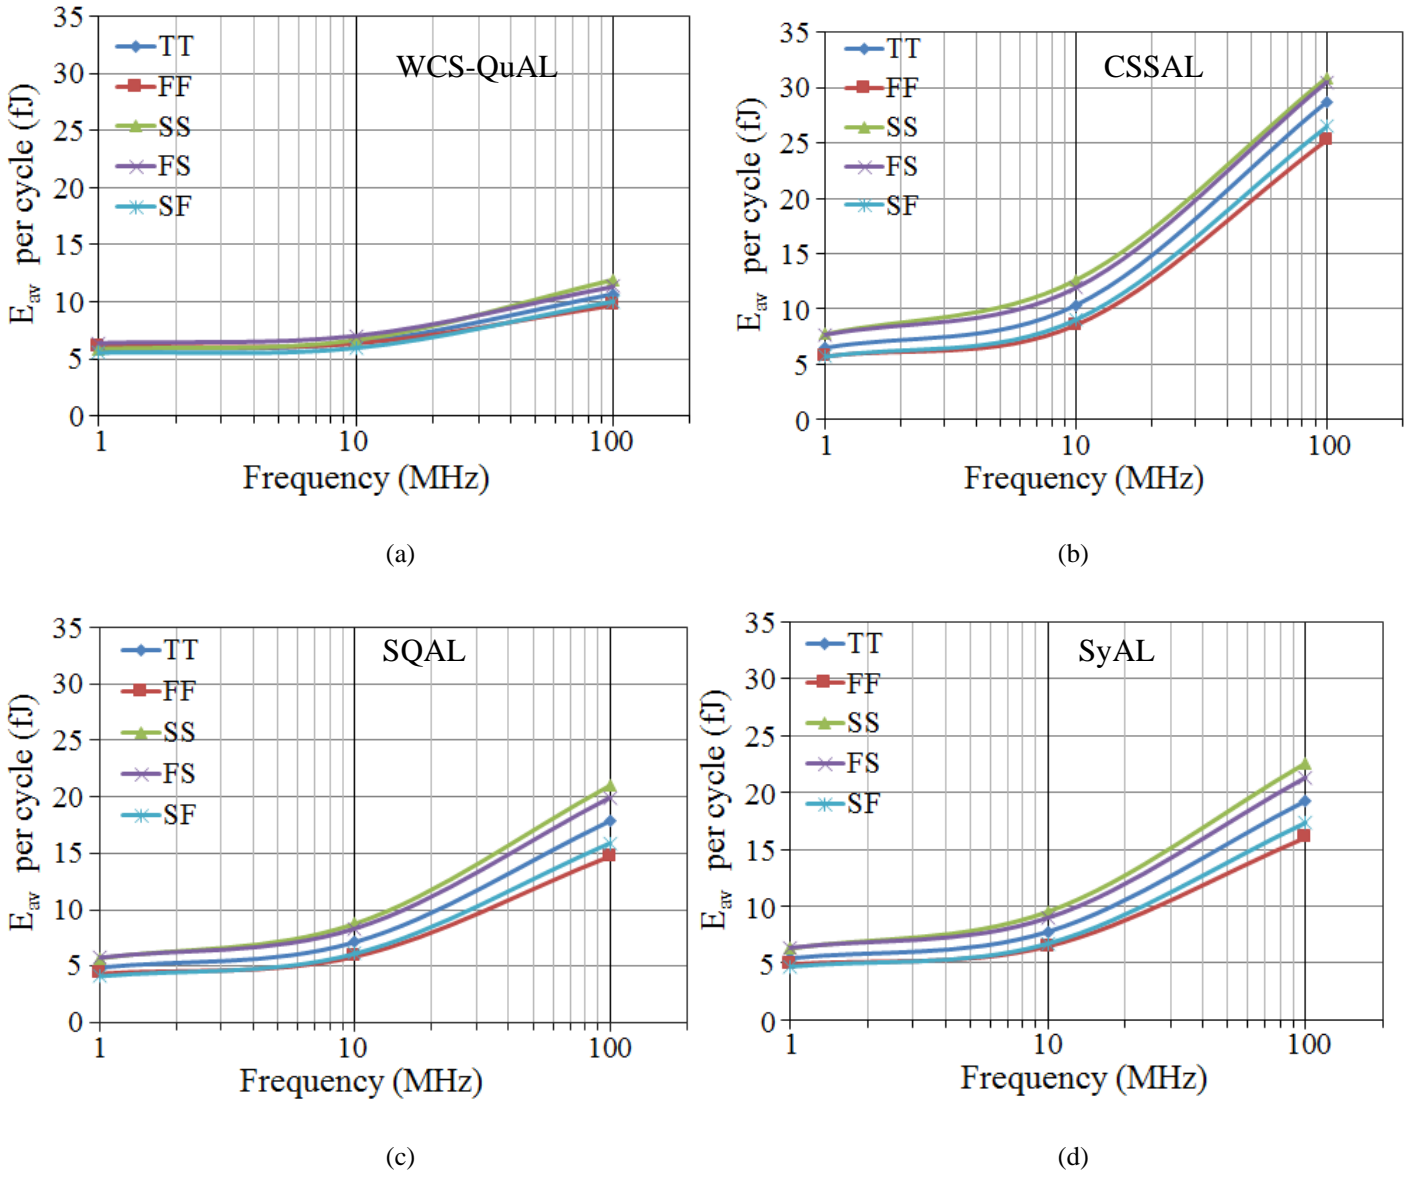 35
30
25
20
15
10
5
0
E_av per cycle (fJ)
TT
FF
SS
FS
SF
WCS-QuAL
1
10
100
Frequency (MHz)
(a)
35
30
25
20
15
10
5
0
E_av per cycle (fJ)
TT
FF
SS
FS
SF
CSSAL
1
10
100
Frequency (MHz)
(b)
35
30
25
20
15
10
5
0
E_av per cycle (fJ)
TT
FF
SS
FS
SF
SQAL
1
10
100
Frequency (MHz)
(c)
35
30
25
20
15
10
5
0
E_av per cycle (fJ)
TT
FF
SS
FS
SF
SyAL
1
10
100
Frequency (MHz)
(d)